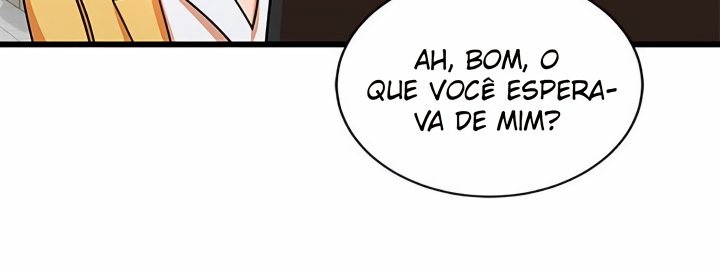 AH, BOM, O
QUE VOCÊ ESPERA-
VA DE MIM?